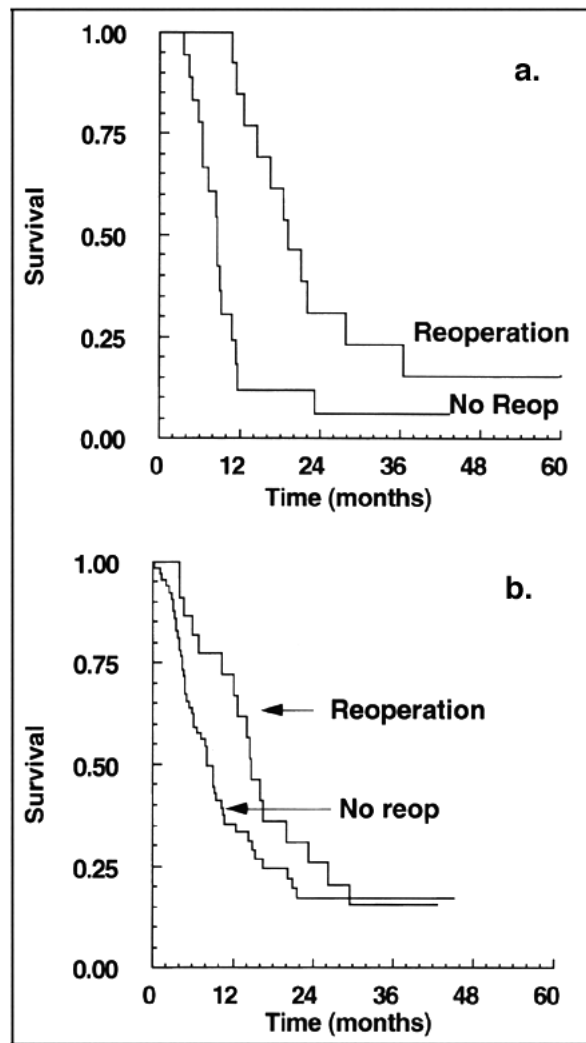 a.
1.00
0.75
0.50
0.25
0.00
Survival
Reoperation
No Reop
0 12 24 36 48 60
Time (months)
b.
1.00
0.75
0.50
0.25
0.00
Survival
Reoperation
No reop
0 12 24 36 48 60
Time (months)